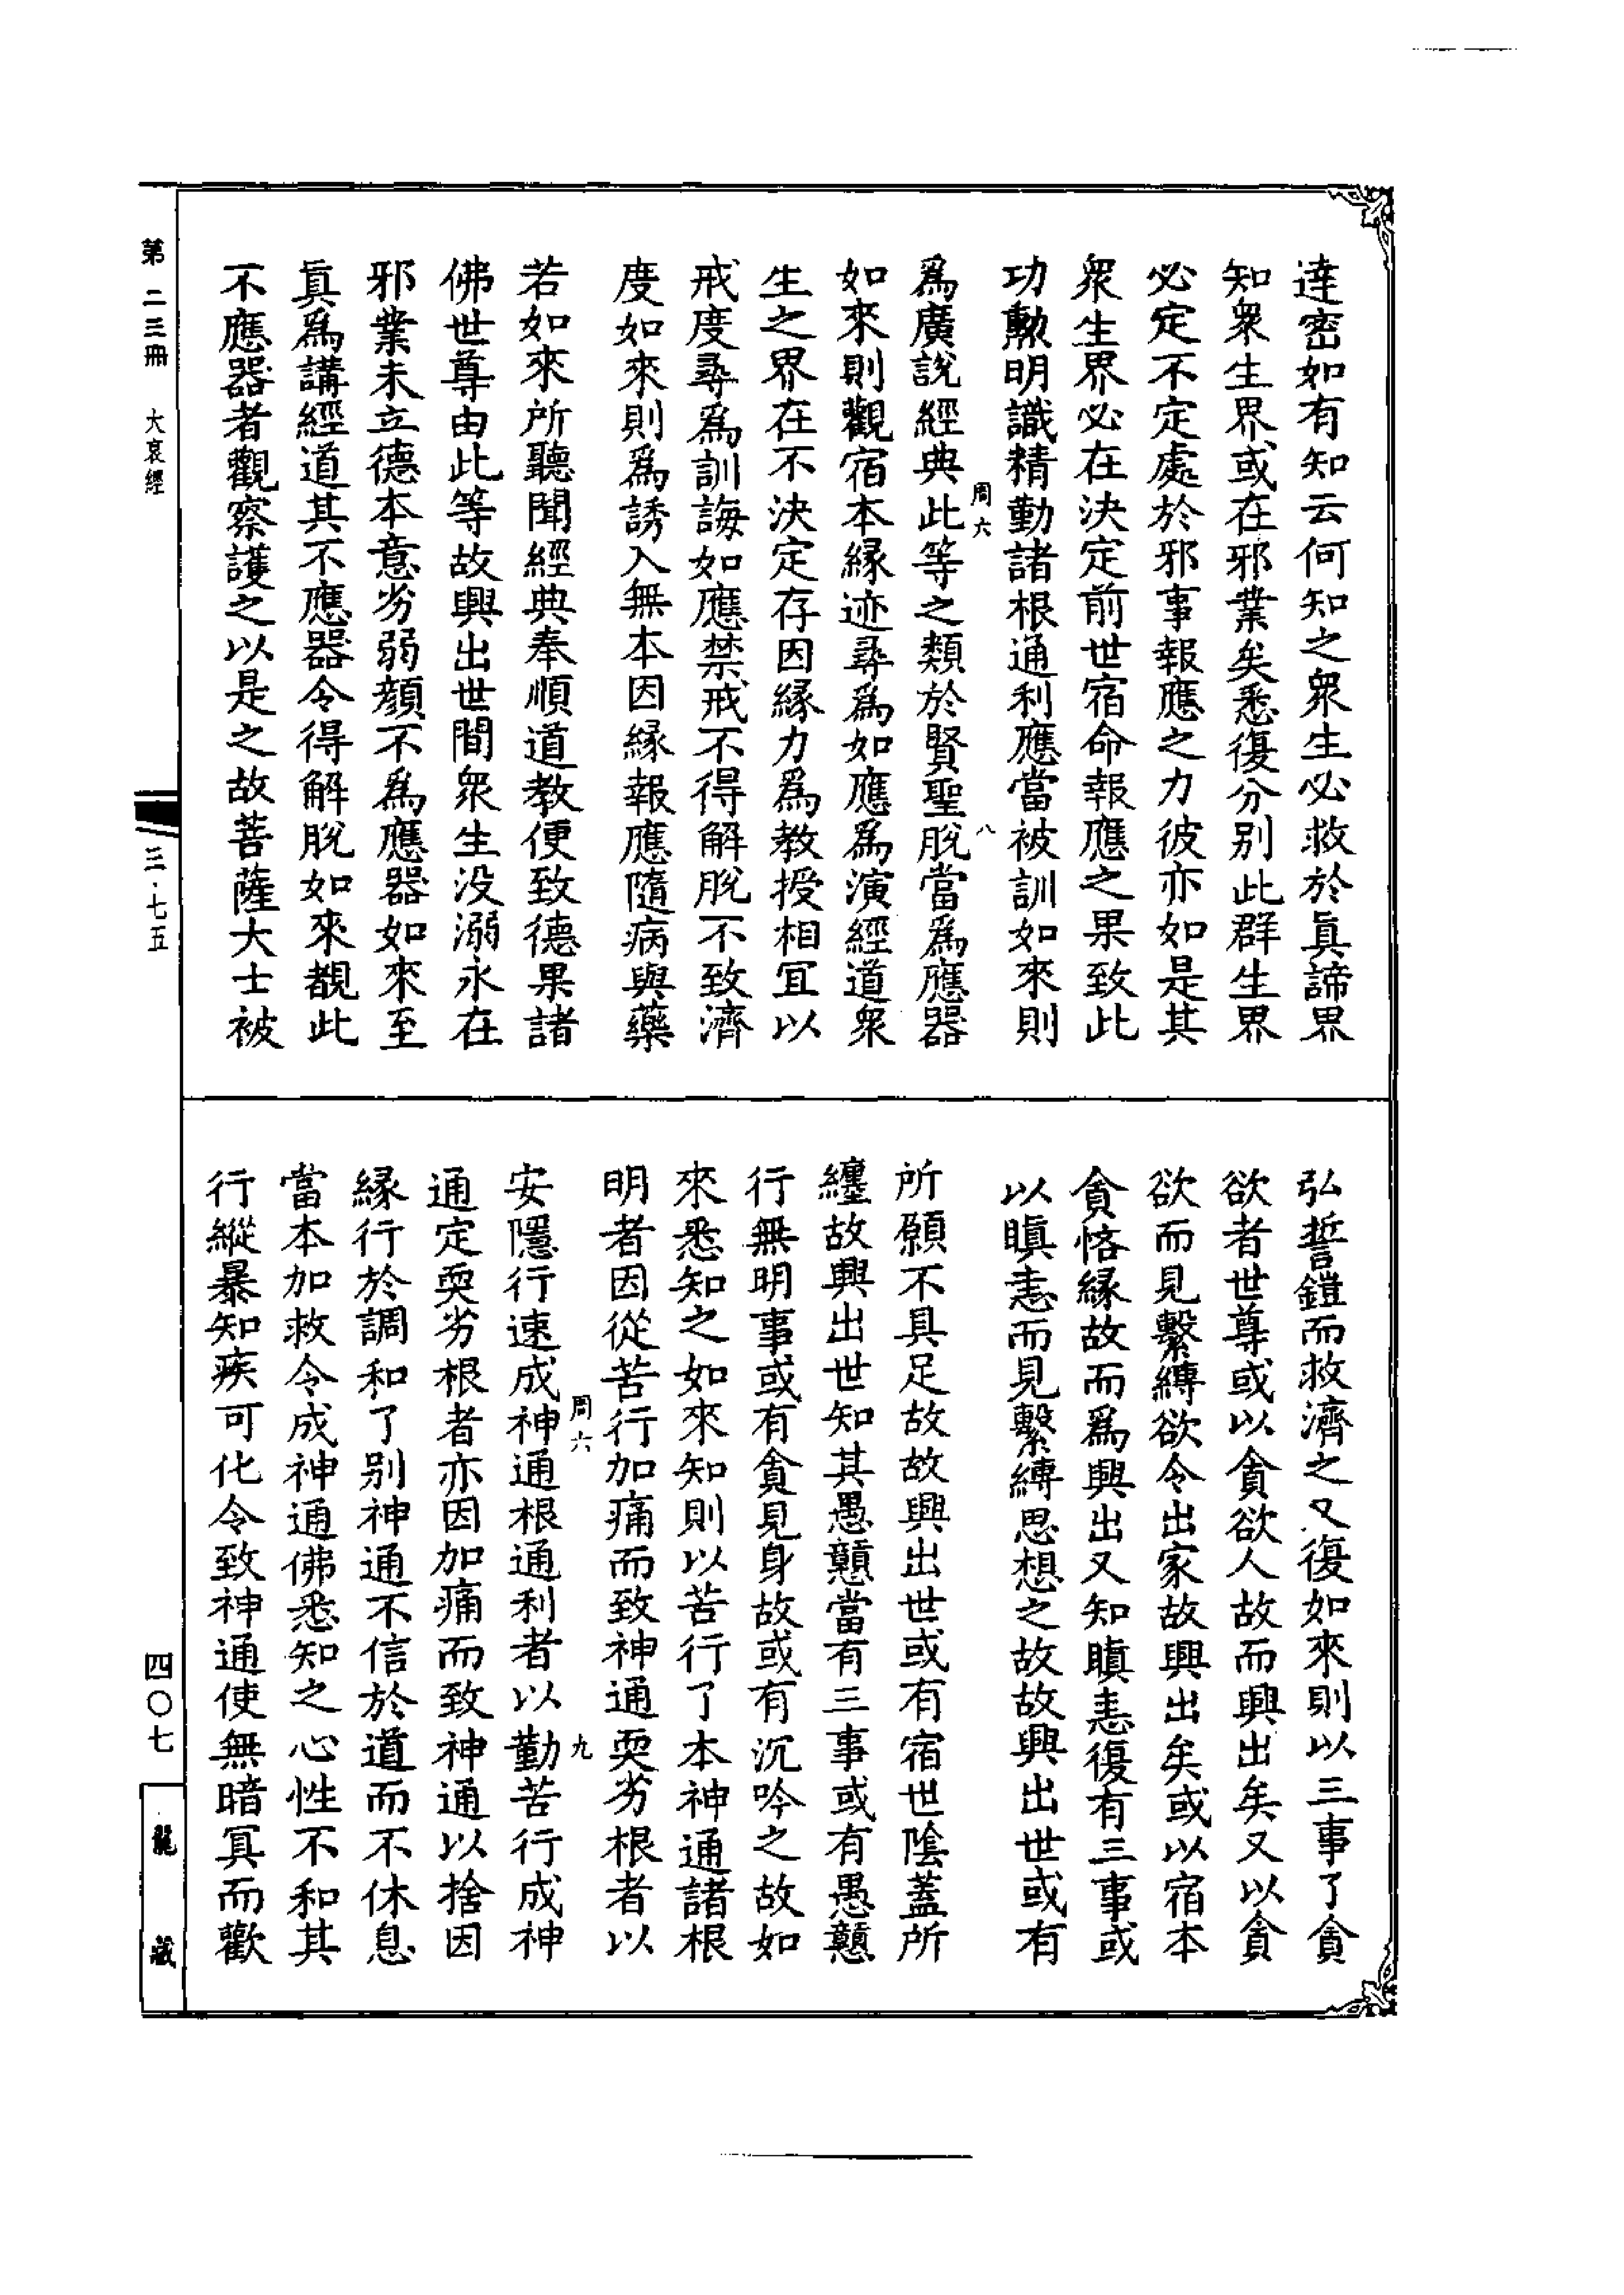 達密如有知云何知之衆生必救於眞諦界
知衆生界或在邪業矣悉復分别此群生界
必定不定處於邪事報應之力彼亦如是其
衆生界必在決定前世宿命報應之果致此
功勲明識精勤諸根通利應當被訓如來則
周六
八
爲廣說經典此等之類於賢聖脫當爲應器
如來則觀宿本緣迹尋爲如應爲演經道衆
生之界在不決定存因緣力爲教授相宜以
戒度尋爲訓誨如應禁戒不得解脫不致濟
度如來則爲誘入無本因緣報應隨病與藥
若如來所聽聞經典奉順道教便致德果諸
佛世尊由此等故興出世間衆生没溺永在
邪業未立德本意劣弱顔不爲應器如來至
眞爲講經道其不應器令得解脫如來覩此
不應器者觀察護之以是之故菩薩大士被
弘誓鎧而救濟之又復如來則以三事了貪
欲者世尊或以貪欲人故而興出矣又以貪
欲而見繫縛欲令出家故興出矣或以宿本
貪悋緣故而爲興出又知瞋恚復有三事或
以瞋恚而見繫縛思想之故故興出世或有
所願不具足故故興出世或有宿世陰蓋所
纏故興出世知其愚戇當有三事或有愚戇
行無明事或有貪見身故或有沉吟之故如
來悉知之如來知則以苦行了本神通諸根
明者因從苦行加痛而致神通耎劣根者以
周六
九
安隱行速成神通根通利者以勤苦行成神
通定耎劣根者亦因加痛而致神通以捨因
緣行於調和了别神通不信於道而不休息
當本加救令成神通佛悉知之心性不和其
行縱暴知疾可化令致神通使無暗冥而歡
第二三冊 大哀經
三·七五
四〇七
龍藏